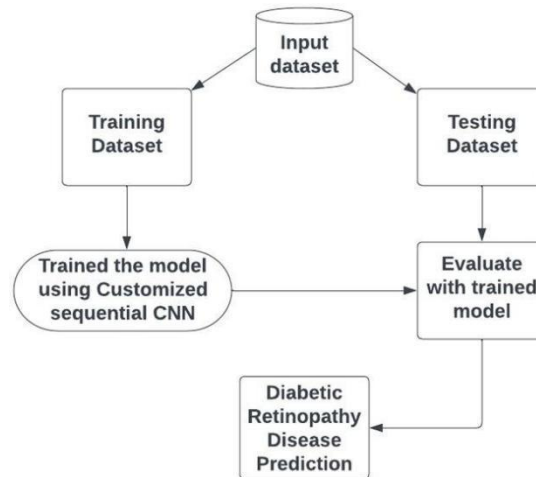 Input
dataset
Training
Dataset
Testing
Dataset
Trained the model
using Customized
sequential CNN
Evaluate
with trained
model
Diabetic
Retinopathy
Disease
Prediction